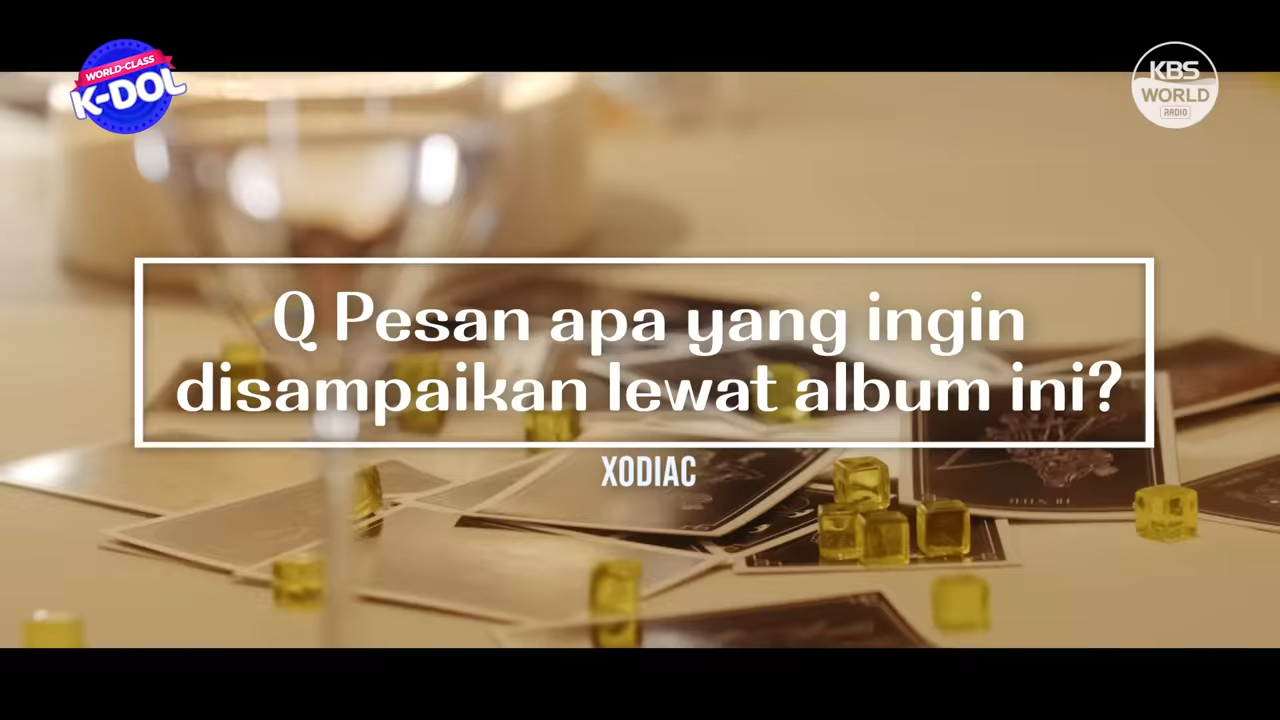 WORLD-CLASS
K-DOL
KBS
WORLD
RADIO
Q Pesan apa yang ingin
disampaikan lewat album ini?
XODIAC